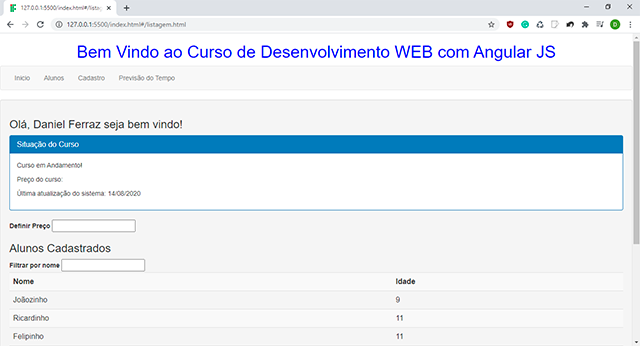 127.0.0.1:5500/index.html#/listagem.html
127.0.0.1:5500/index.html#/listagem.html
D
Bem Vindo ao Curso de Desenvolvimento WEB com Angular JS
Inicio Alunos Cadastro Previsão do Tempo
Olá, Daniel Ferraz seja bem vindo!
Situação do Curso
Curso em Andamento!
Preço do curso:
Última atualização do sistema: 14/08/2020
Definir Preço
Alunos Cadastrados
Filtrar por nome
Nome Idade
Joãozinho 9
Ricardinho 11
Felipinho 11